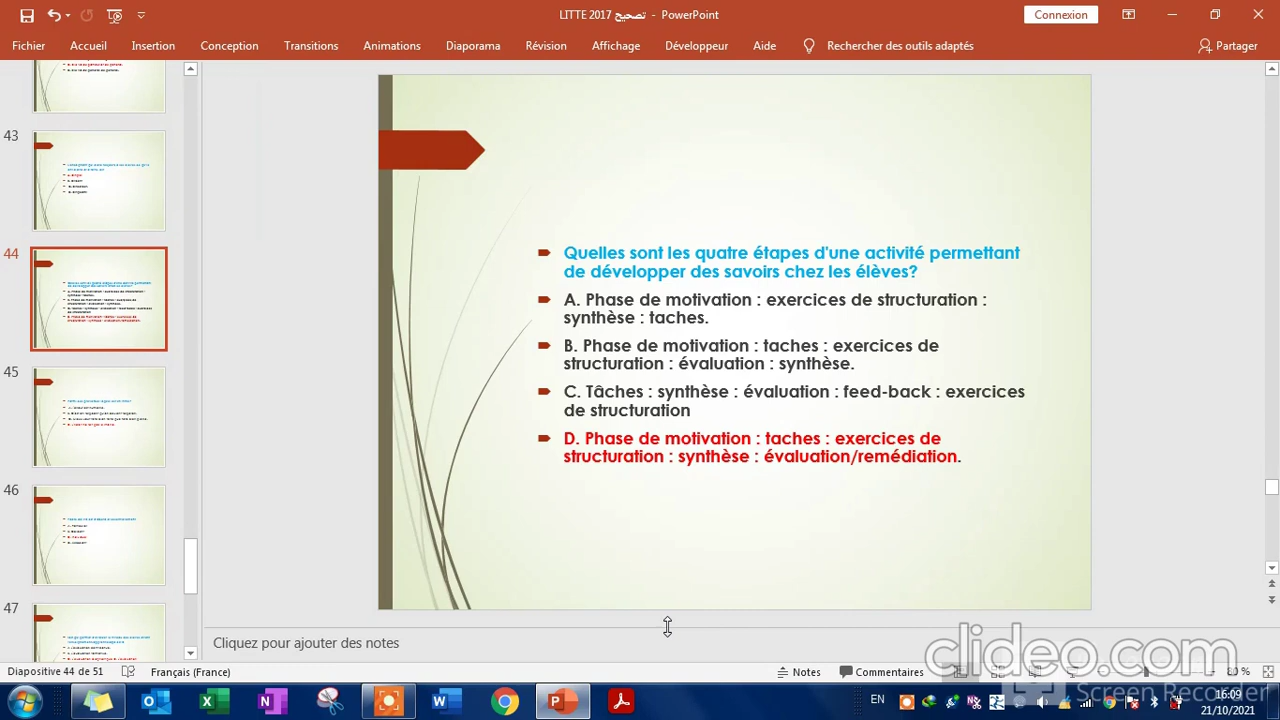 LITTE 2017 تصحيح - PowerPoint
Connexion
Fichier Accueil Insertion Conception Transitions Animations Diaporama Révision Affichage Développeur Aide Rechercher des outils adaptés Partager
43
44
45
46
47
Quelles sont les quatre étapes d'une activité permettant
de développer des savoirs chez les élèves?
A. Phase de motivation : exercices de structuration :
synthèse : taches.
B. Phase de motivation : taches : exercices de
structuration : évaluation : synthèse.
C. Tâches : synthèse : évaluation : feed-back : exercices
de structuration
D. Phase de motivation : taches : exercices de
structuration : synthèse : évaluation/remédiation.
Cliquez pour ajouter des notes
Diapositive 44 de 51 Français (France) Notes Commentaires 80 %
clideo.com
Screen Recorder
EN
16:09
21/10/2021